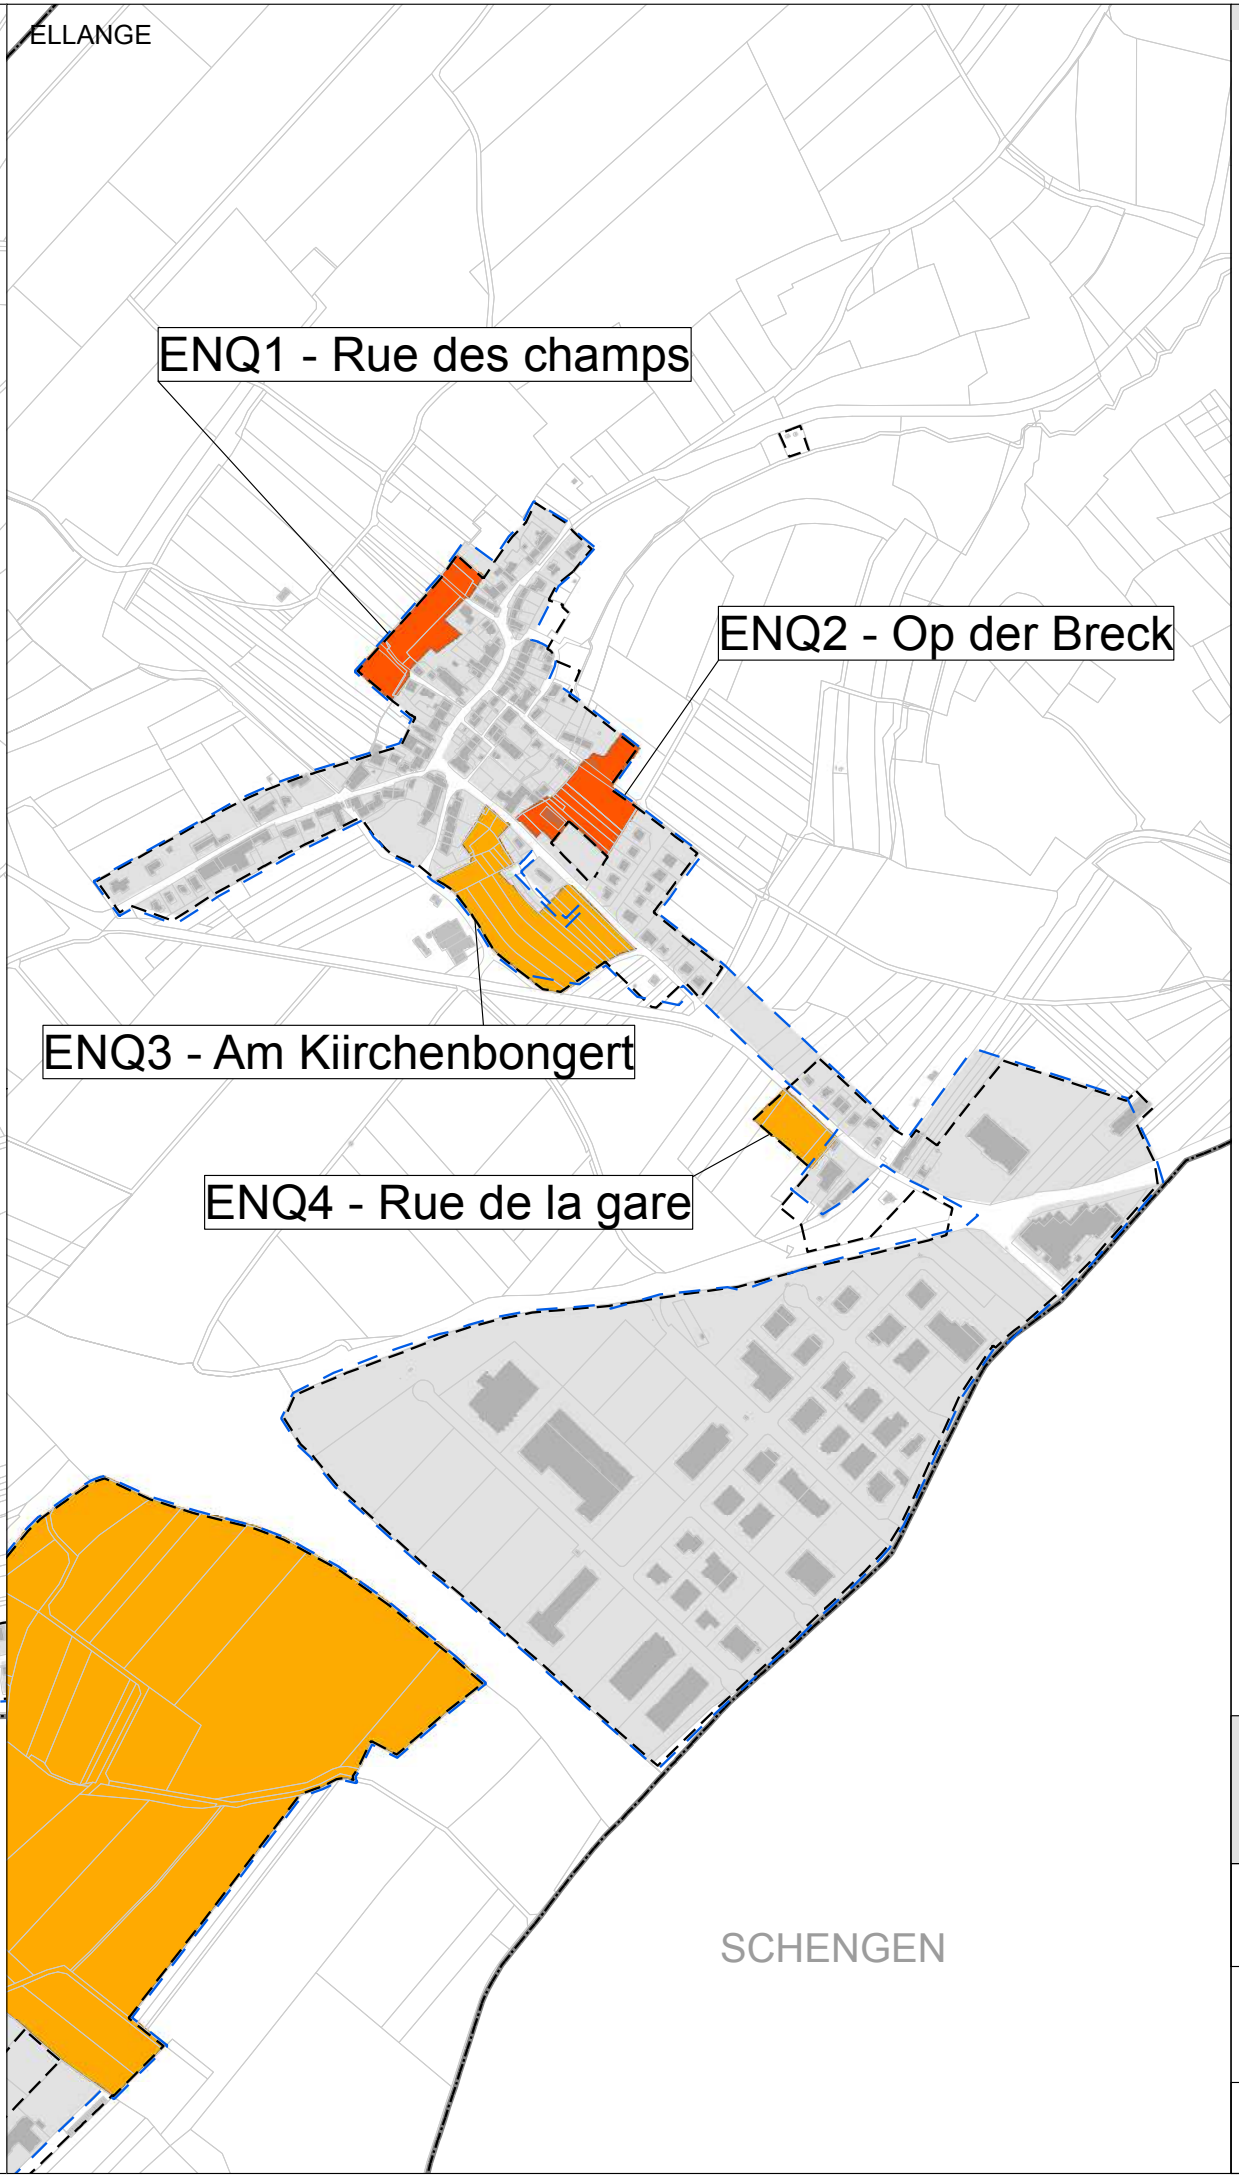 ELLANGE
ENQ1 - Rue des champs
ENQ2 - Op der Breck
ENQ3 - Am Kiirchenbongert
ENQ4 - Rue de la gare
SCHENGEN